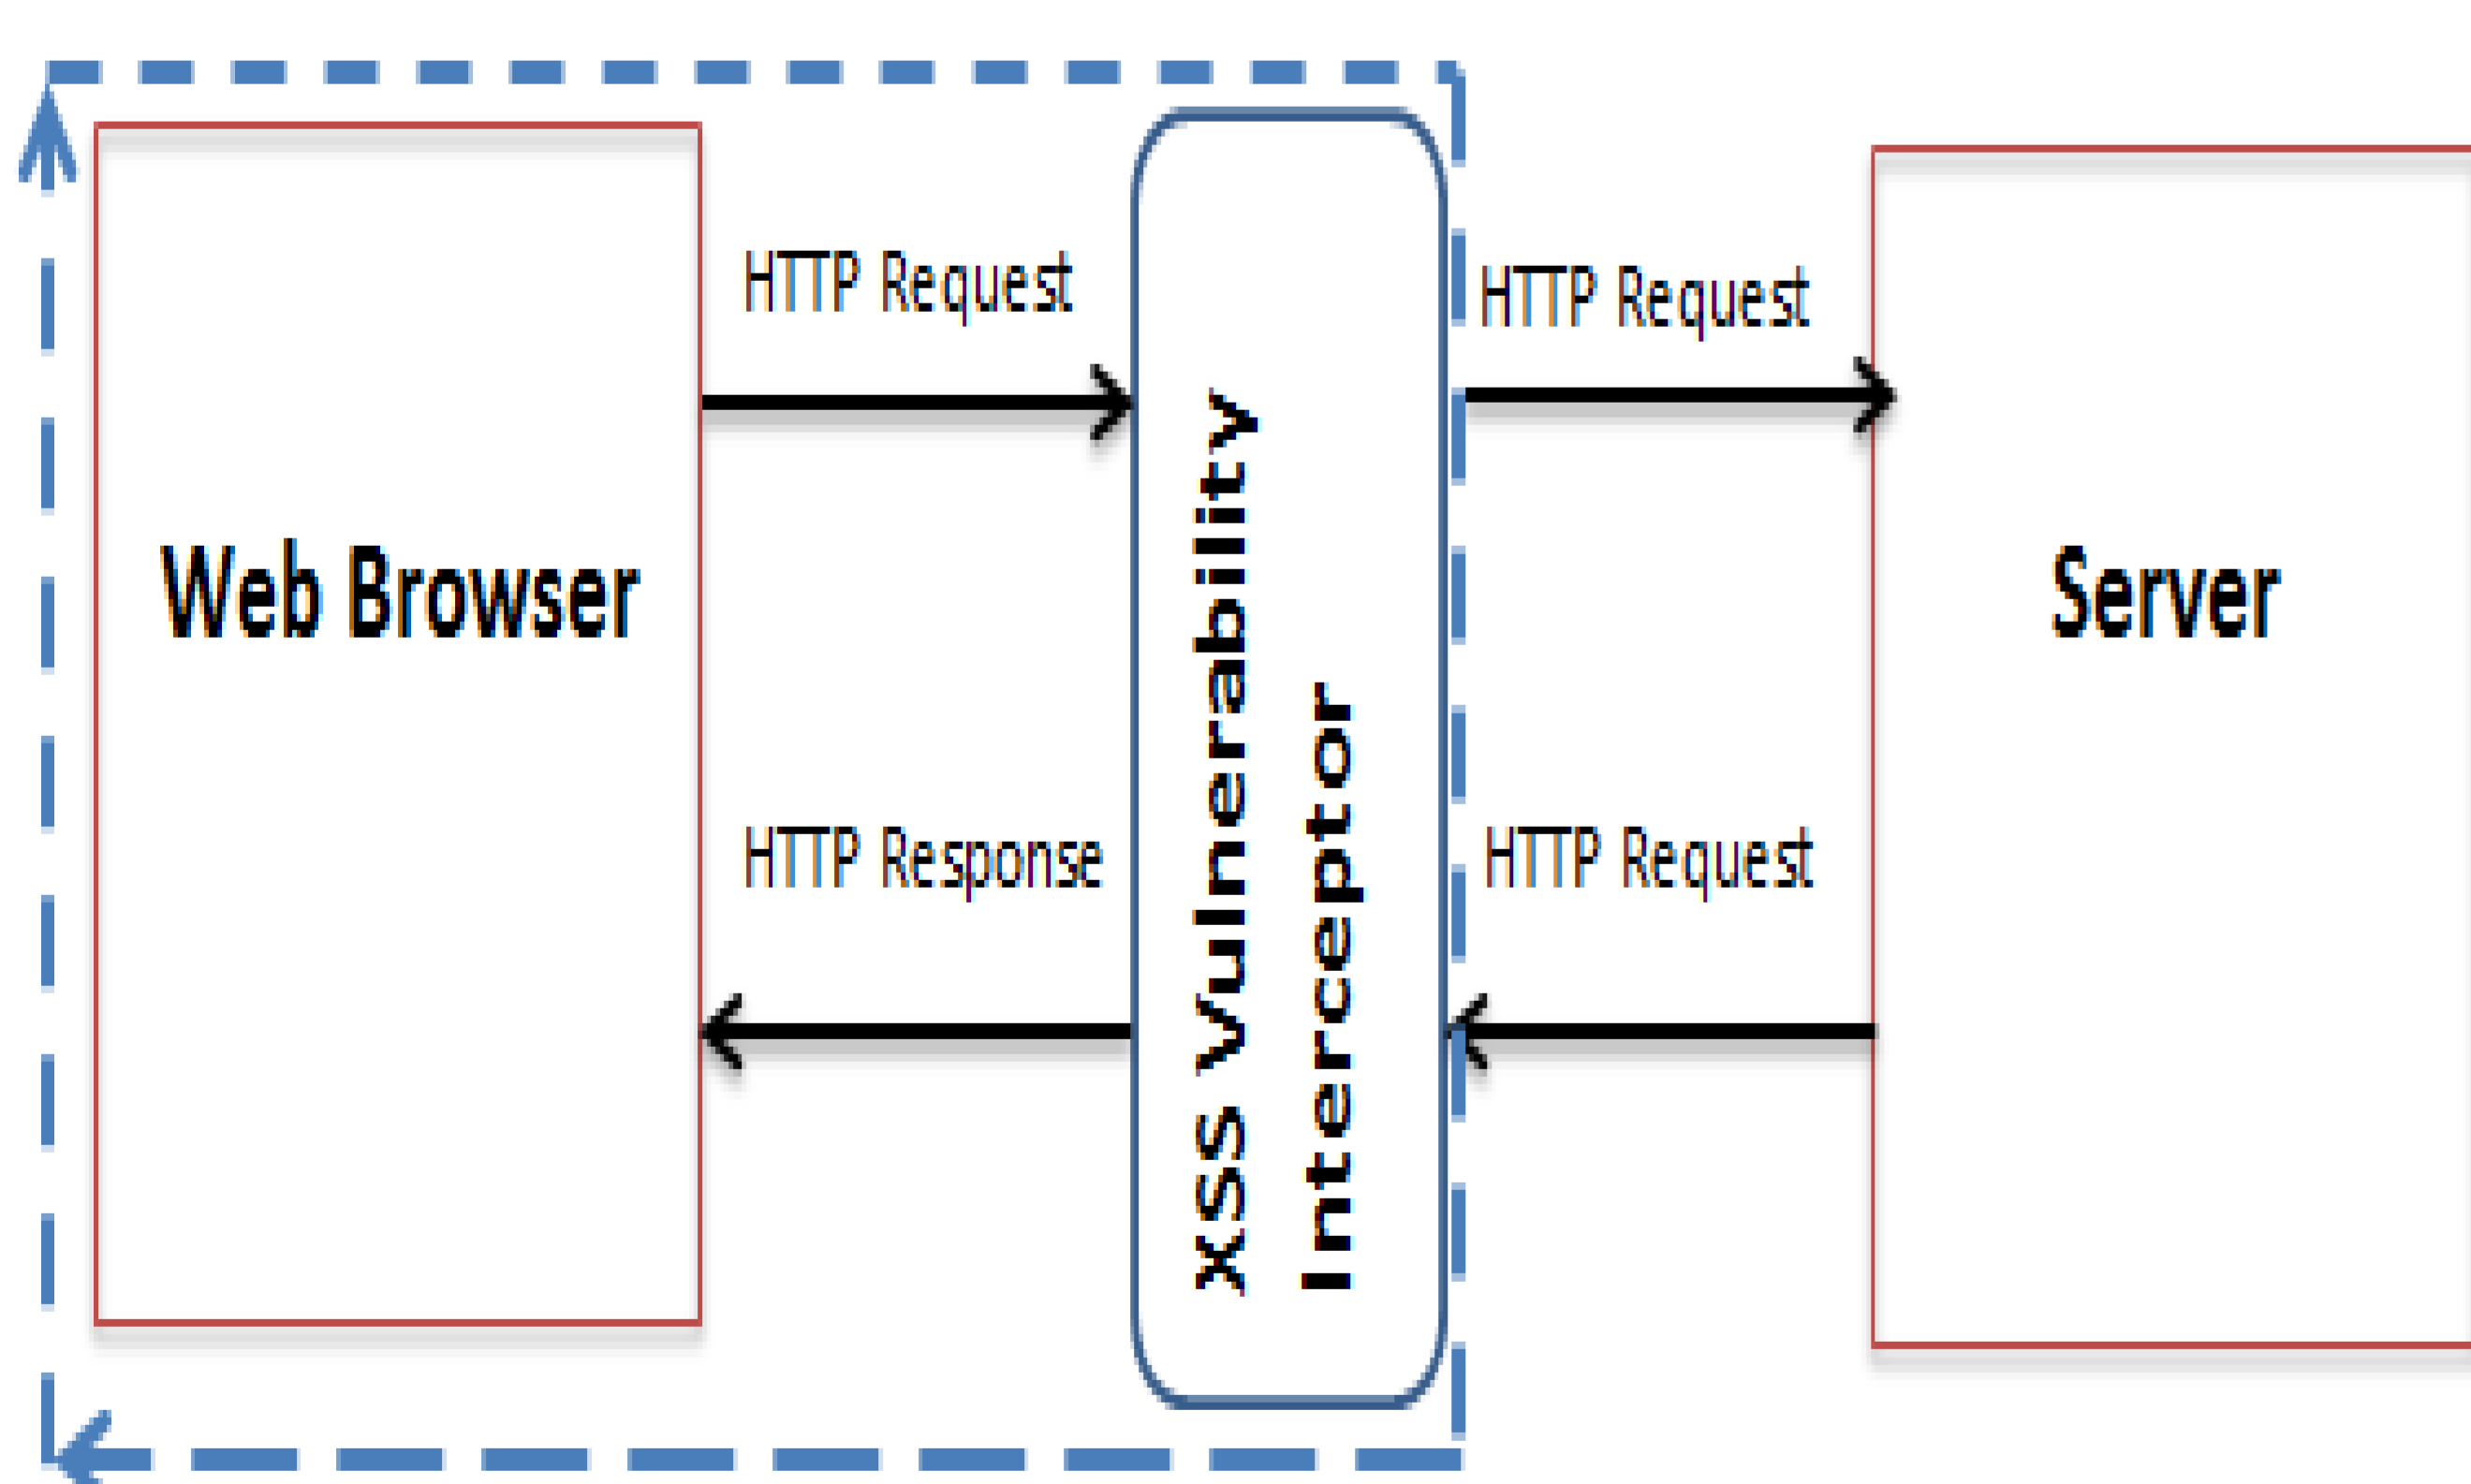 HTTP Request
HTTP Request
Web Browser
XSS Vulnerability
Interceptor
Server
HTTP Response
HTTP Request